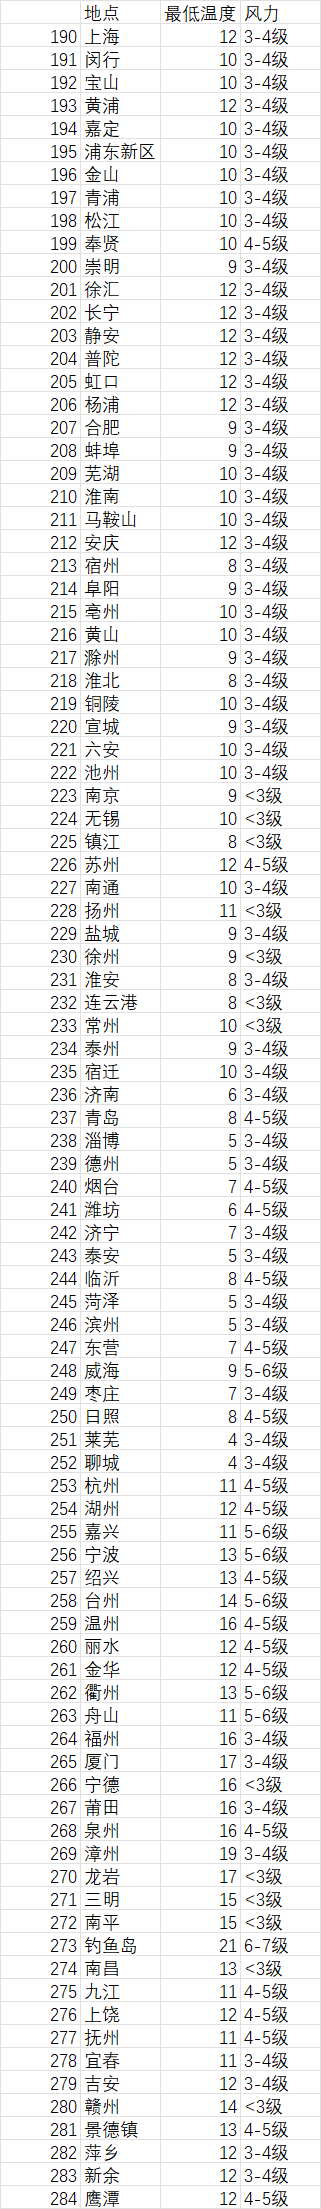 地点 最低温度 风力
190 上海 12 3-4级
191 闵行 10 3-4级
192 宝山 10 3-4级
193 黄浦 12 3-4级
194 嘉定 10 3-4级
195 浦东新区 10 3-4级
196 金山 10 3-4级
197 青浦 10 3-4级
198 松江 10 3-4级
199 奉贤 10 4-5级
200 崇明 9 3-4级
201 徐汇 12 3-4级
202 长宁 12 3-4级
203 静安 12 3-4级
204 普陀 12 3-4级
205 虹口 12 3-4级
206 杨浦 12 3-4级
207 合肥 9 3-4级
208 蚌埠 9 3-4级
209 芜湖 10 3-4级
210 淮南 10 3-4级
211 马鞍山 10 3-4级
212 安庆 12 3-4级
213 宿州 8 3-4级
214 阜阳 9 3-4级
215 亳州 10 3-4级
216 黄山 10 3-4级
217 滁州 9 3-4级
218 淮北 8 3-4级
219 铜陵 10 3-4级
220 宣城 9 3-4级
221 六安 10 3-4级
222 池州 10 3-4级
223 南京 9 <3级
224 无锡 10 <3级
225 镇江 8 <3级
226 苏州 12 4-5级
227 南通 10 3-4级
228 扬州 11 <3级
229 盐城 9 3-4级
230 徐州 9 <3级
231 淮安 8 3-4级
232 连云港 8 <3级
233 常州 10 <3级
234 泰州 9 3-4级
235 宿迁 10 3-4级
236 济南 6 3-4级
237 青岛 8 4-5级
238 淄博 5 3-4级
239 德州 5 3-4级
240 烟台 7 4-5级
241 潍坊 6 4-5级
242 济宁 7 3-4级
243 泰安 5 3-4级
244 临沂 8 4-5级
245 菏泽 5 3-4级
246 滨州 5 3-4级
247 东营 7 4-5级
248 威海 9 5-6级
249 枣庄 7 3-4级
250 日照 8 4-5级
251 莱芜 4 3-4级
252 聊城 4 3-4级
253 杭州 11 4-5级
254 湖州 12 4-5级
255 嘉兴 11 5-6级
256 宁波 13 5-6级
257 绍兴 13 4-5级
258 台州 14 5-6级
259 温州 16 4-5级
260 丽水 12 4-5级
261 金华 12 4-5级
262 衢州 13 5-6级
263 舟山 11 5-6级
264 福州 16 3-4级
265 厦门 17 3-4级
266 宁德 16 <3级
267 莆田 16 3-4级
268 泉州 16 4-5级
269 漳州 19 3-4级
270 龙岩 17 <3级
271 三明 15 <3级
272 南平 15 <3级
273 钓鱼岛 21 6-7级
274 南昌 13 <3级
275 九江 11 4-5级
276 上饶 12 4-5级
277 抚州 11 4-5级
278 宜春 11 3-4级
279 吉安 12 3-4级
280 赣州 14 <3级
281 景德镇 13 4-5级
282 萍乡 12 3-4级
283 新余 12 3-4级
284 鹰潭 12 4-5级